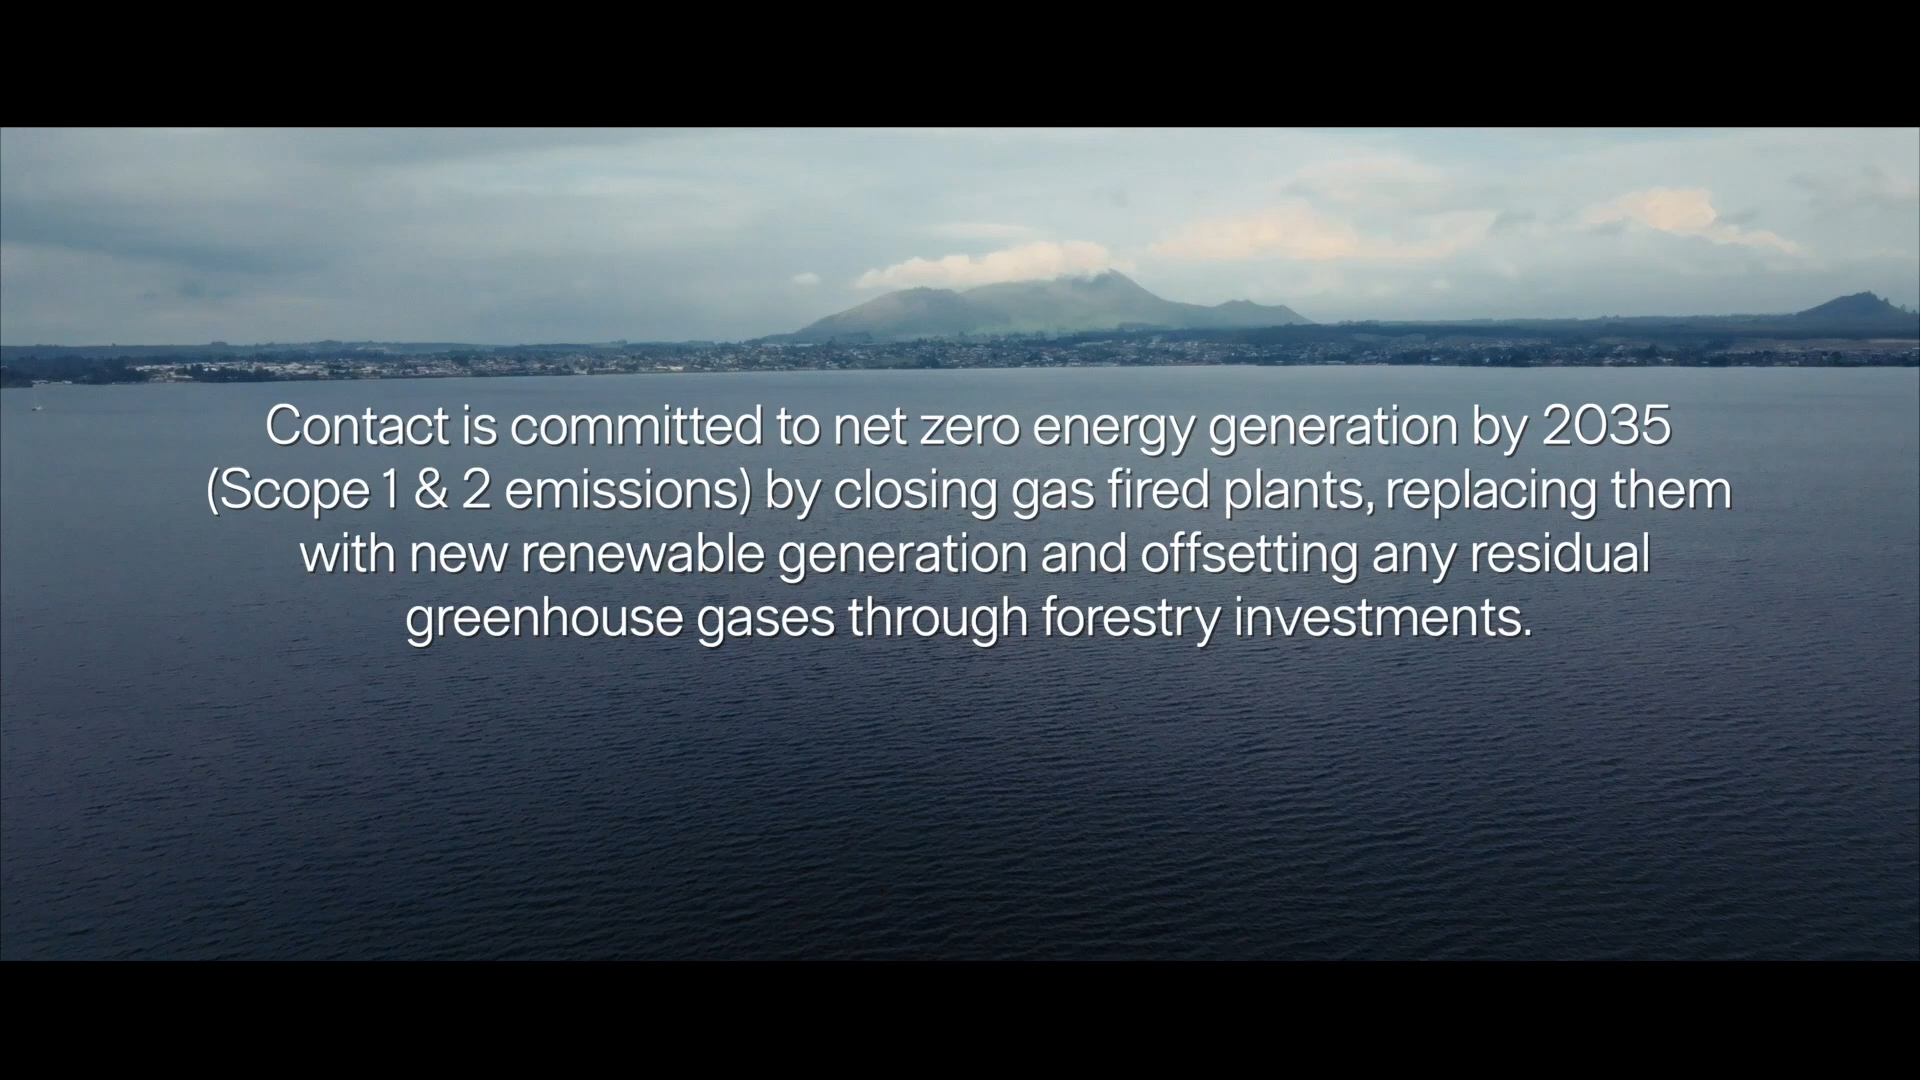 Contact is committed to net zero energy generation by 2035
(Scope 1 & 2 emissions) by closing gas fired plants, replacing them
with new renewable generation and offsetting any residual
greenhouse gases through forestry investments.